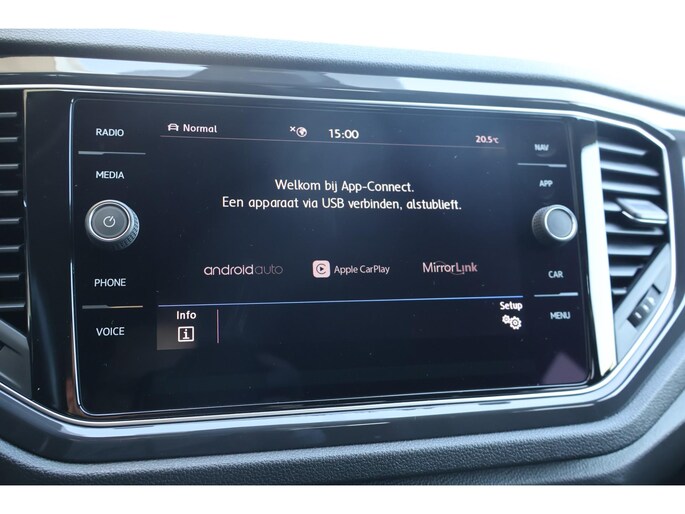 RADIO
MEDIA
PHONE
VOICE
Normal
15:00
20.5°C
Welkom bij App-Connect.
Een apparaat via USB verbinden, alstublieft.
androidauto
Apple CarPlay
MirrorLink
Info
Setup
NAV
APP
CAR
MENU